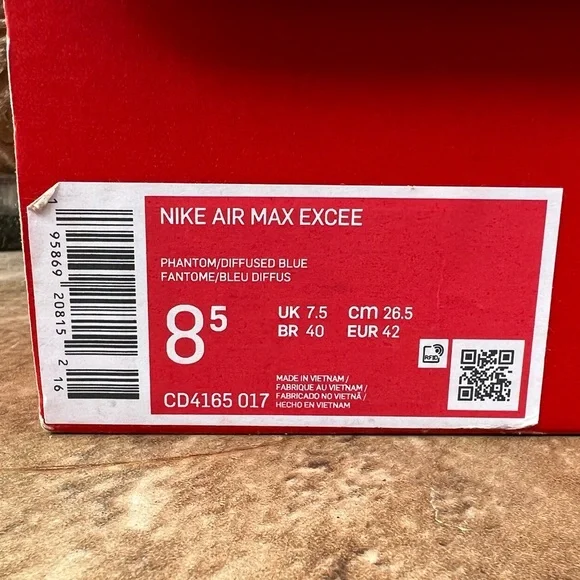 NIKE AIR MAX EXCEE
PHANTOM/DIFFUSED BLUE
FANTOME/BLEU DIFFUS
8⁵
UK 7.5 cm 26.5
BR 40 EUR 42
MADE IN VIETNAM /
FABRIQUE AU VIETNAM /
FABRICADO NO VIETNÃ /
HECHO EN VIETNAM
CD4165 017
RFID
1 95869 20815 2 16